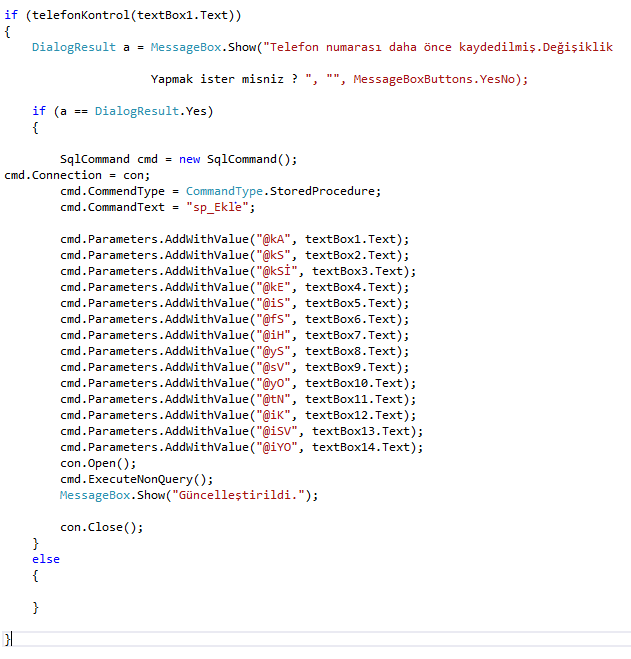 if (telefonKontrol(textBox1.Text))
{
DialogResult a = MessageBox.Show("Telefon numarası daha önce kaydedilmiş.Değişiklik
Yapmak ister misniz ? ", "", MessageBoxButtons.YesNo);
if (a == DialogResult.Yes)
{
SqlCommand cmd = new SqlCommand();
cmd.Connection = con;
cmd.CommendType = CommandType.StoredProcedure;
cmd.CommandText = "sp_Ekle";
cmd.Parameters.AddWithValue("@kA", textBox1.Text);
cmd.Parameters.AddWithValue("@kS", textBox2.Text);
cmd.Parameters.AddWithValue("@kSİ", textBox3.Text);
cmd.Parameters.AddWithValue("@kE", textBox4.Text);
cmd.Parameters.AddWithValue("@iS", textBox5.Text);
cmd.Parameters.AddWithValue("@fS", textBox6.Text);
cmd.Parameters.AddWithValue("@iH", textBox7.Text);
cmd.Parameters.AddWithValue("@yS", textBox8.Text);
cmd.Parameters.AddWithValue("@sV", textBox9.Text);
cmd.Parameters.AddWithValue("@yO", textBox10.Text);
cmd.Parameters.AddWithValue("@tN", textBox11.Text);
cmd.Parameters.AddWithValue("@iK", textBox12.Text);
cmd.Parameters.AddWithValue("@iSV", textBox13.Text);
cmd.Parameters.AddWithValue("@iYO", textBox14.Text);
con.Open();
cmd.ExecuteNonQuery();
MessageBox.Show("Güncelleştirildi.");
con.Close();
}
else
{
}
}